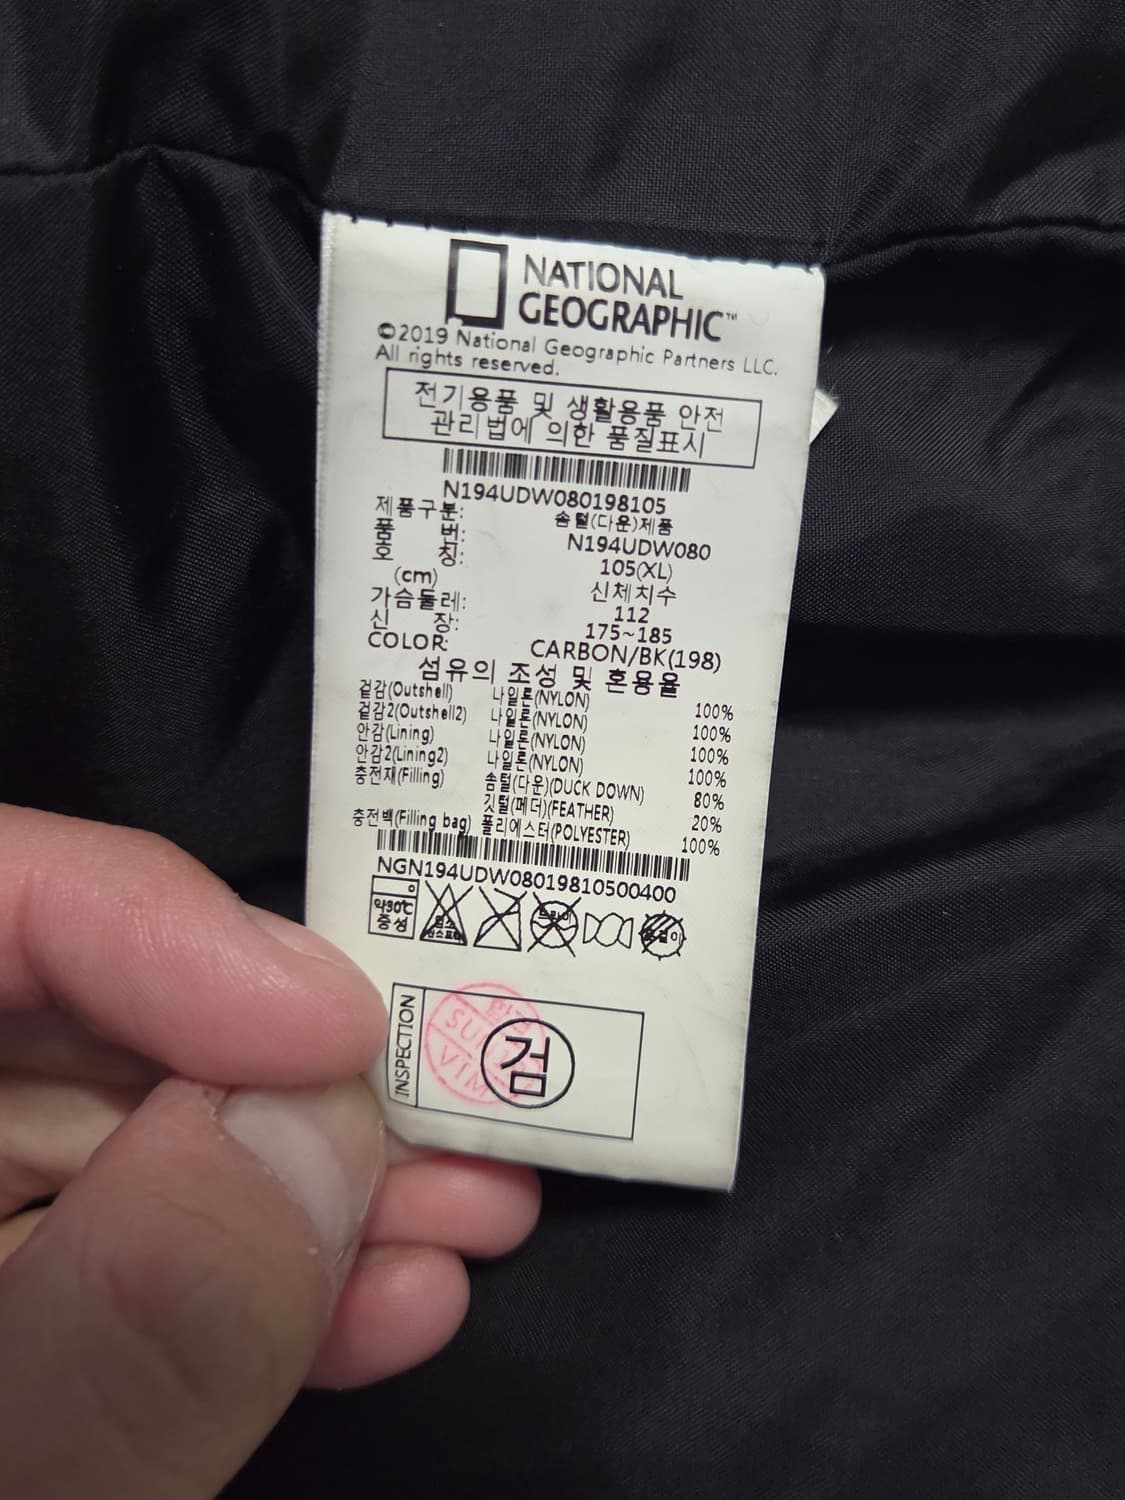 NATIONAL
GEOGRAPHIC™
©2019 National Geographic Partners LLC.
All rights reserved.
전기용품 및 생활용품 안전
관리법에 의한 품질표시
N194UDW080198105
제품구분: 솜털(다운)제품
품 번: N194UDW080
호 칭: 105(XL)
(cm) 신체치수
가슴둘레: 112
신 장: 175~185
COLOR: CARBON/BK(198)
섬유의 조성 및 혼용율
겉감(Outshell) 나일론(NYLON) 100%
겉감2(Outshell2) 나일론(NYLON) 100%
안감(Lining) 나일론(NYLON) 100%
안감2(Lining2) 나일론(NYLON) 100%
충전재(Filling) 솜털(다운)(DUCK DOWN) 80%
깃털(페더)(FEATHER) 20%
충전백(Filling bag) 폴리에스터(POLYESTER) 100%
NGN194UDW08019810500400
약30℃
중성
드라이
INSPECTION
검
VIM